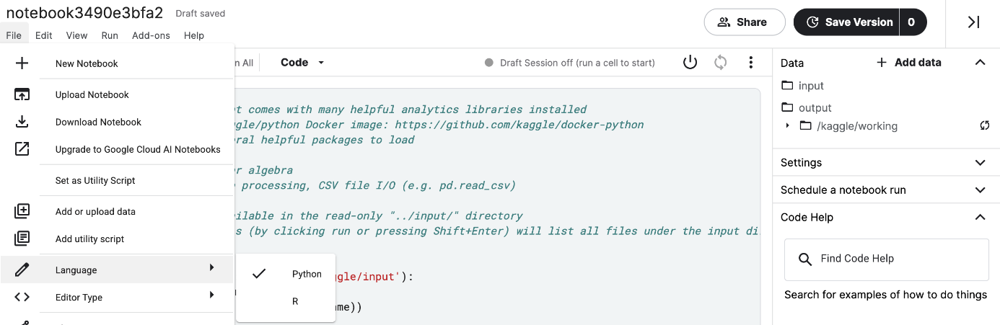 notebook3490e3bfa2 Draft saved
Share
Save Version 0
File Edit View Run Add-ons Help
New Notebook
Upload Notebook
Download Notebook
Upgrade to Google Cloud AI Notebooks
Set as Utility Script
Add or upload data
Add utility script
Language
Editor Type
Python
R
All
Code
Draft Session off (run a cell to start)
comes with many helpful analytics libraries installed
/python Docker image: https://github.com/kaggle/docker-python
helpful packages to load
algebra
processing, CSV file I/O (e.g. pd.read_csv)
in the read-only "../input/" directory
(by clicking run or pressing Shift+Enter) will list all files under the input
/input'):
))
Data
Add data
input
output
/kaggle/working
Settings
Schedule a notebook run
Code Help
Find Code Help
Search for examples of how to do things